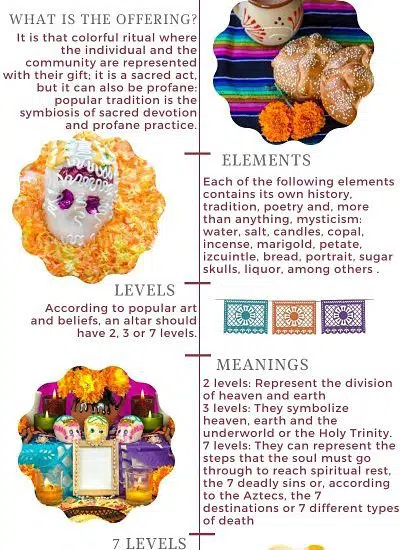 WHAT IS THE OFFERING?
It is that colorful ritual where
the individual and the
community are represented
with their gift; it is a sacred act,
but it can also be profane:
popular tradition is the
symbiosis of sacred devotion
and profane practice.
ELEMENTS
Each of the following elements
contains its own history,
tradition, poetry and, more
than anything, mysticism:
water, salt, candles, copal,
incense, marigold, petate,
izcuintle, bread, portrait, sugar
skulls, liquor, among others .
LEVELS
According to popular art
and beliefs, an altar should
have 2, 3 or 7 levels.
MEANINGS
2 levels: Represent the division
of heaven and earth
3 levels: They symbolize
heaven, earth and the
underworld or the Holy Trinity.
7 levels: They can represent the
steps that the soul must go
through to reach spiritual rest,
the 7 deadly sins or, according
to the Aztecs, the 7
destinations or 7 different types
of death
7 LEVELS